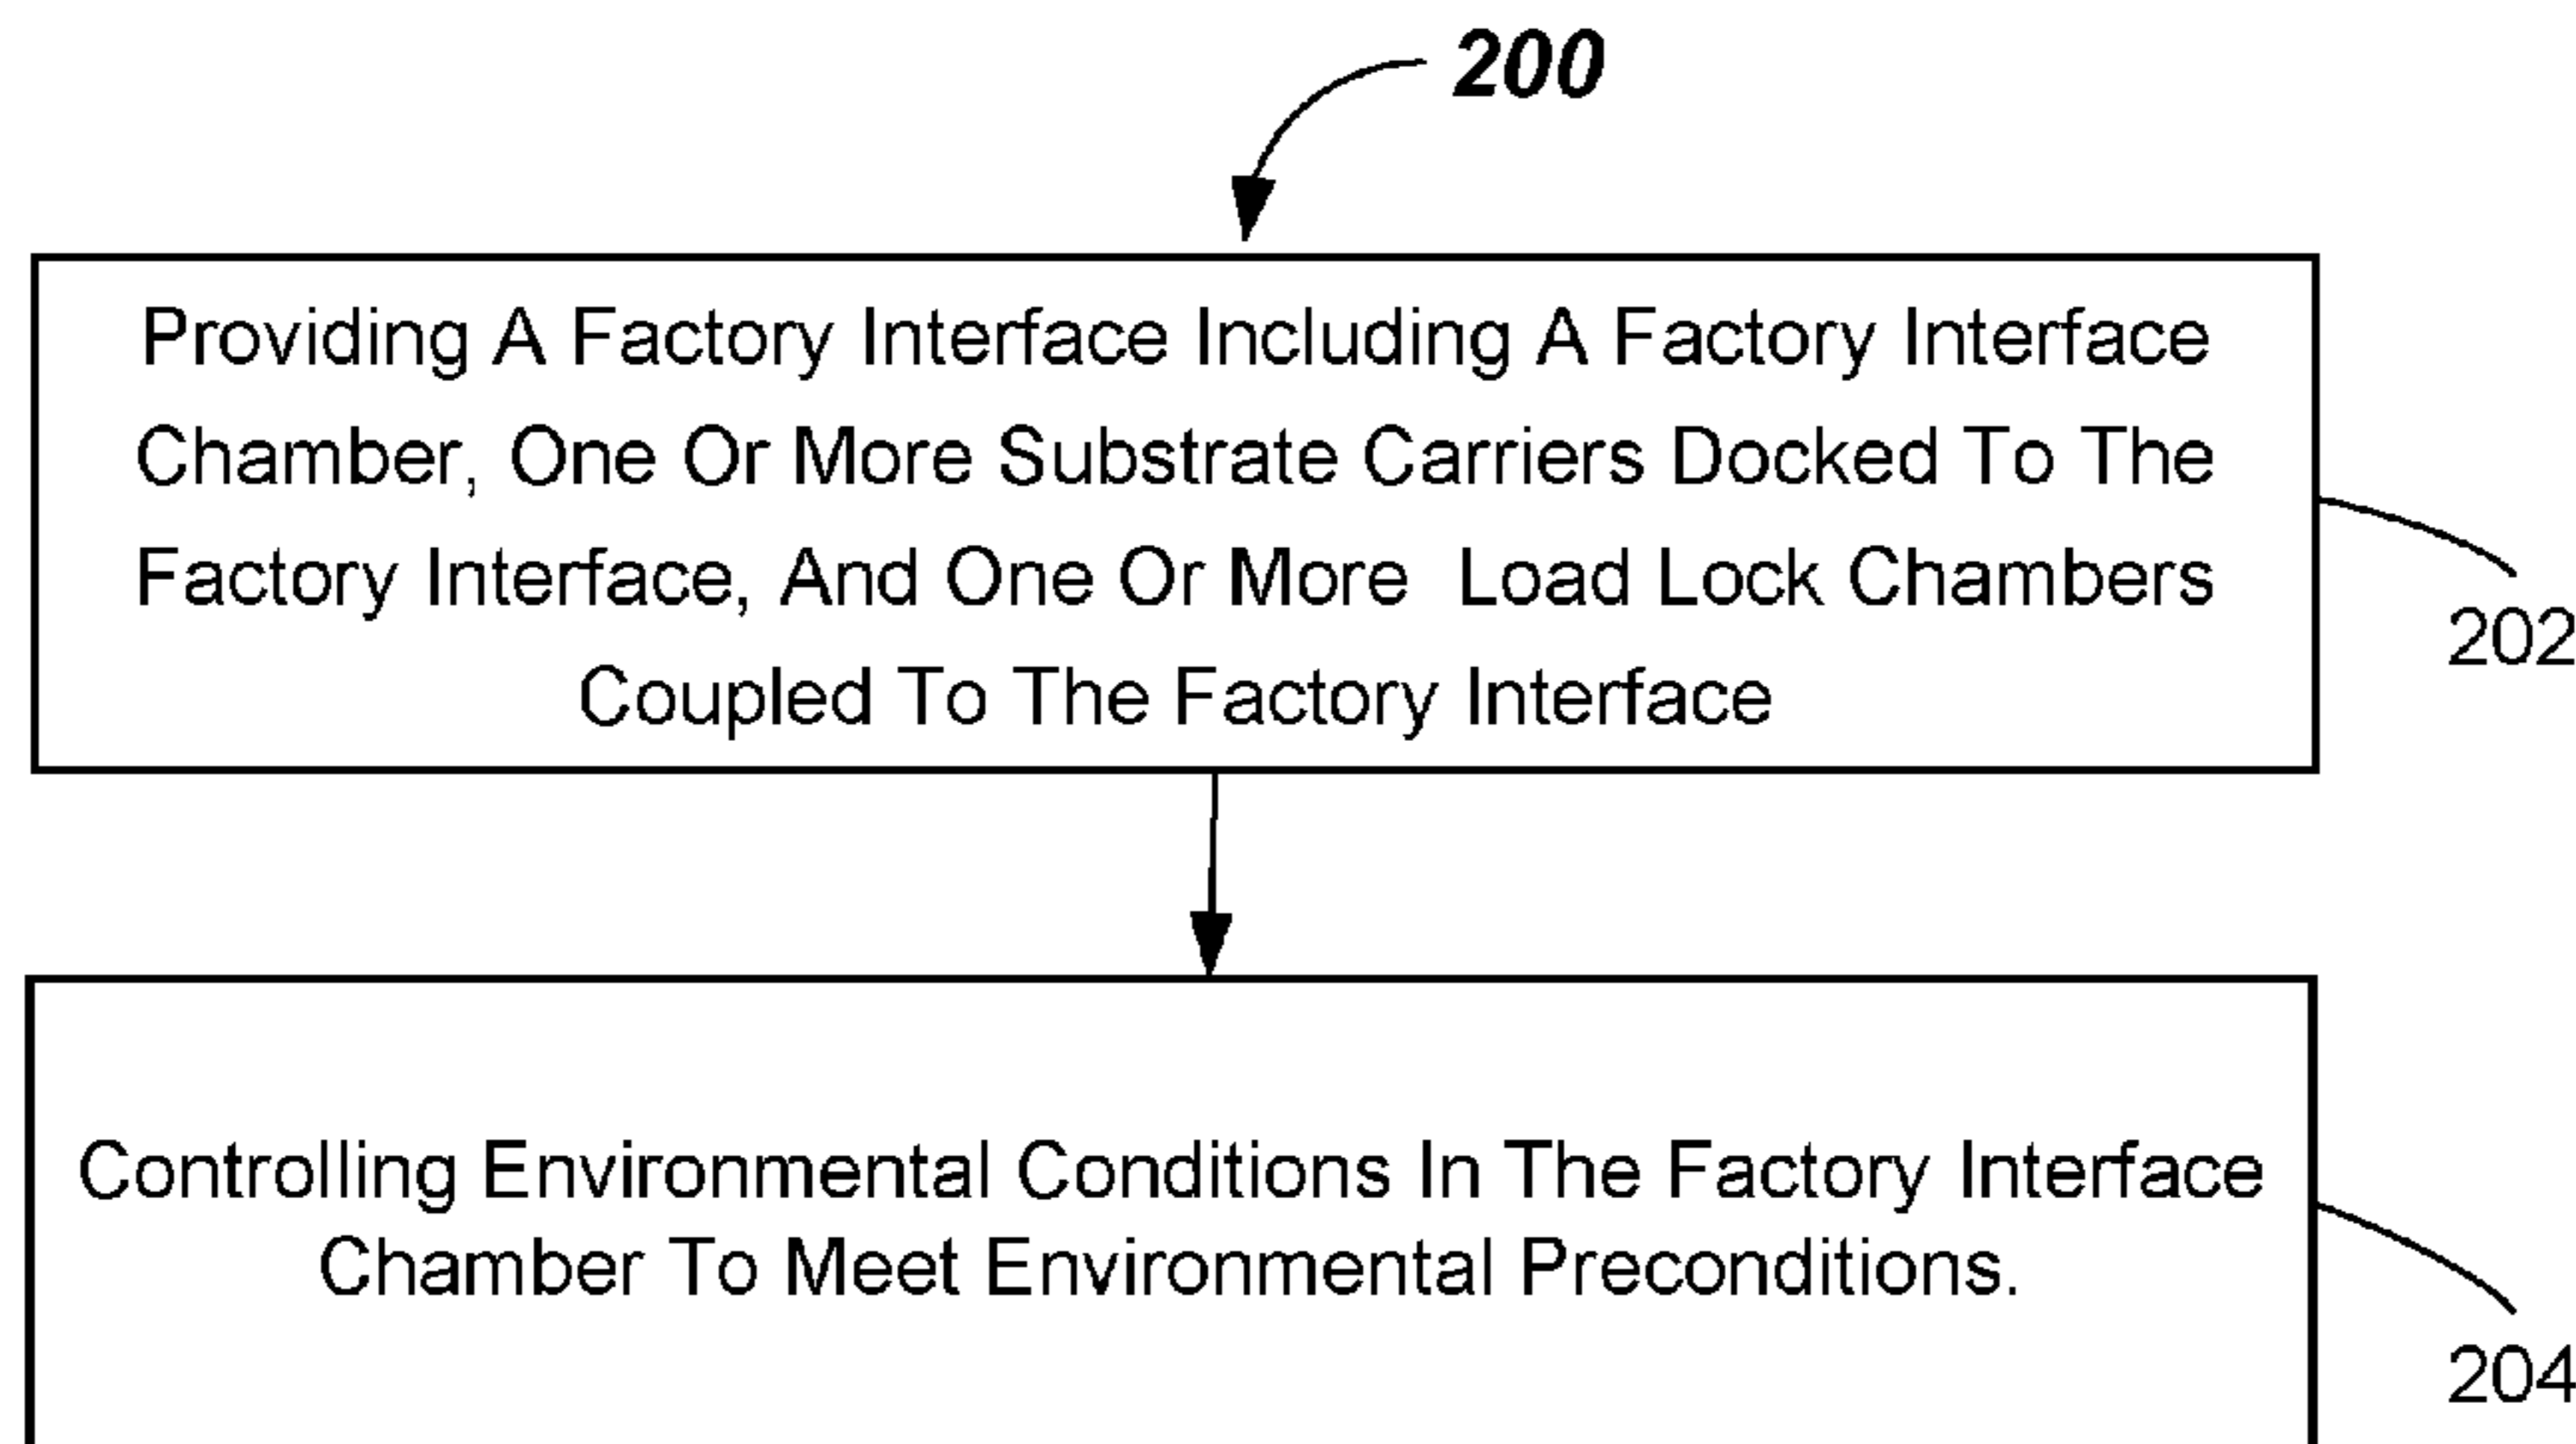 200
Providing A Factory Interface Including A Factory Interface
Chamber, One Or More Substrate Carriers Docked To The
Factory Interface, And One Or More Load Lock Chambers
Coupled To The Factory Interface
202
Controlling Environmental Conditions In The Factory Interface
Chamber To Meet Environmental Preconditions.
204